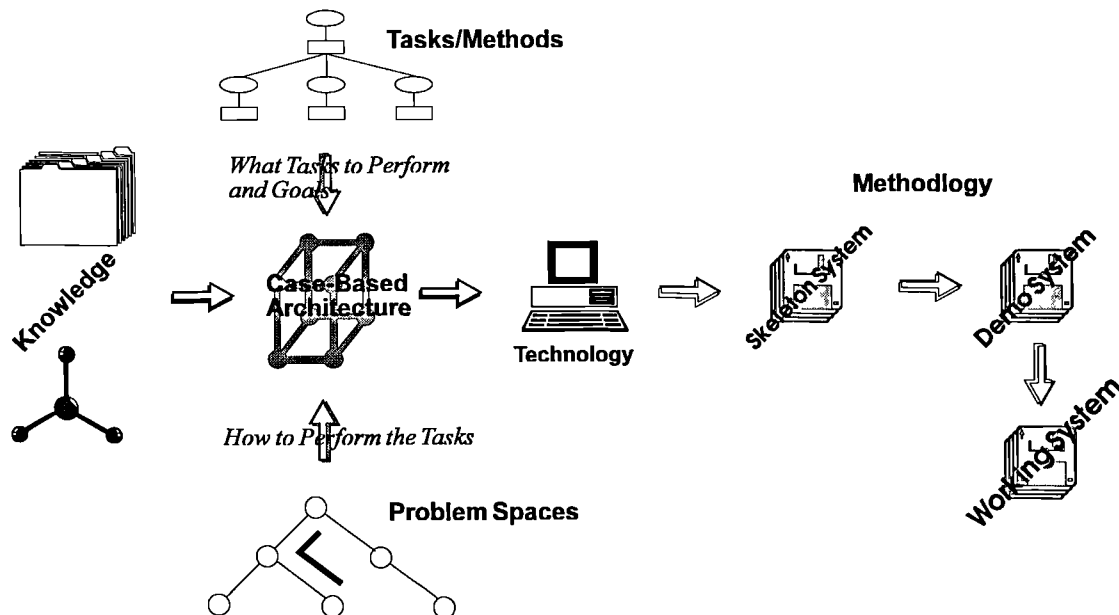 Tasks/Methods
What Tasks to Perform
and Goals
Methodlogy
Knowledge
Case-Based
Architecture
Technology
Skeleton System
Demo System
Working System
How to Perform the Tasks
Problem Spaces